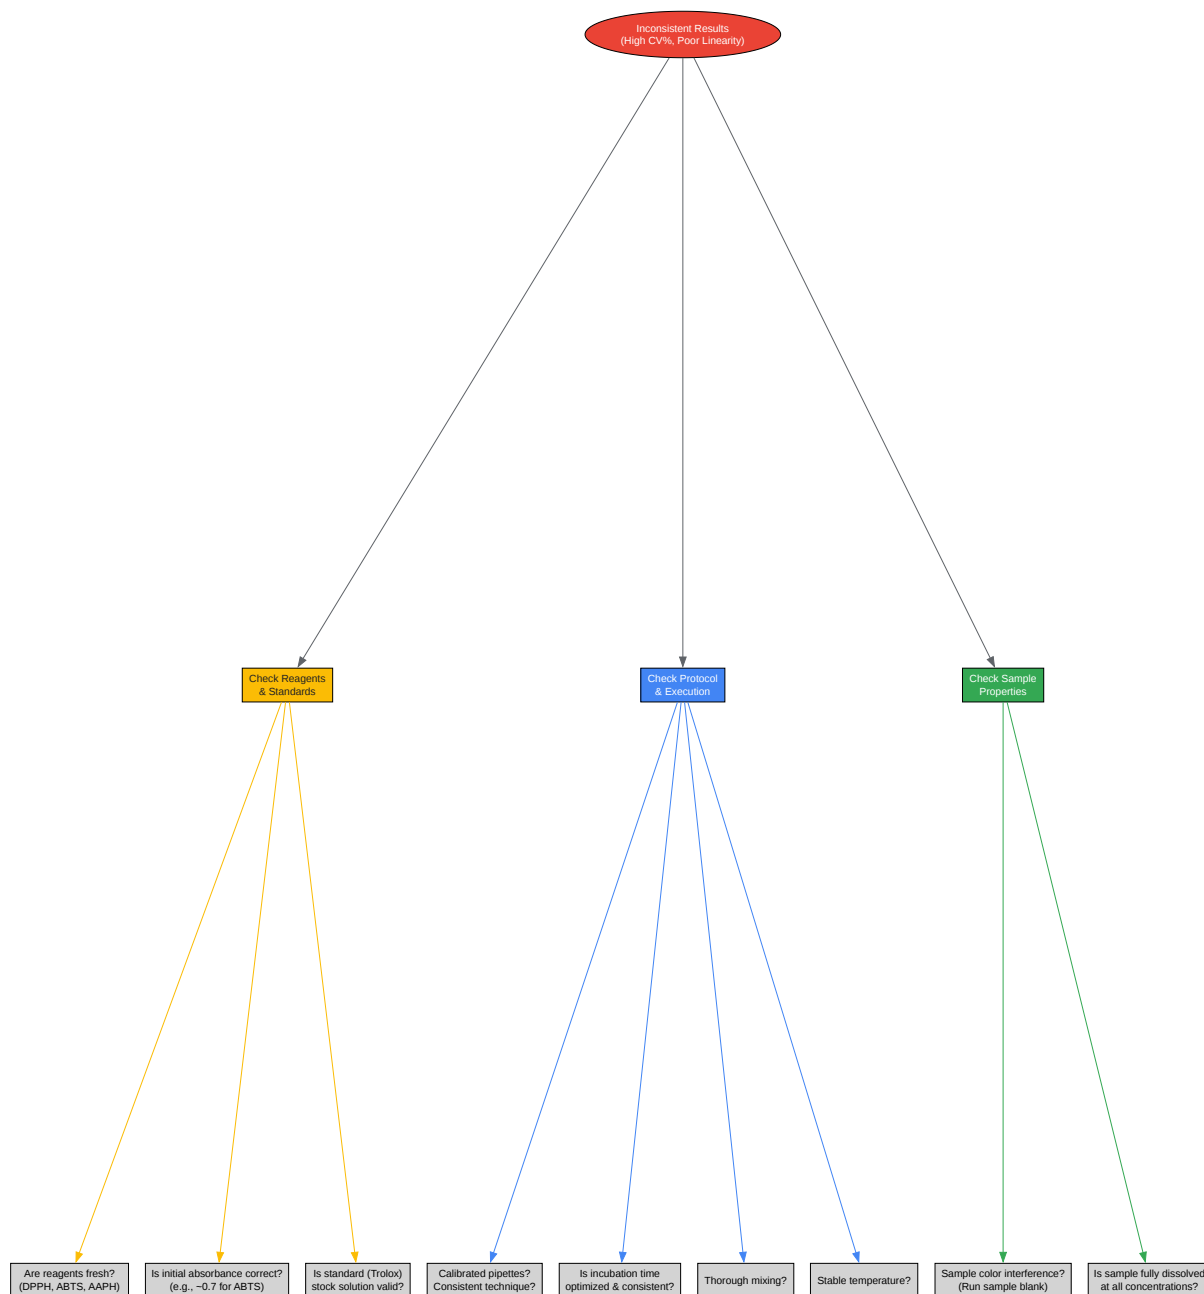 Inconsistent Results
(High CV%, Poor Linearity)
Check Reagents
& Standards
Check Protocol
& Execution
Check Sample
Properties
Are reagents fresh?
(DPPH, ABTS, AAPH)
Is initial absorbance correct?
(e.g., ~0.7 for ABTS)
Is standard (Trolox)
stock solution valid?
Calibrated pipettes?
Consistent technique?
Is incubation time
optimized & consistent?
Thorough mixing?
Stable temperature?
Sample color interference?
(Run sample blank)
Is sample fully dissolved
at all concentrations?